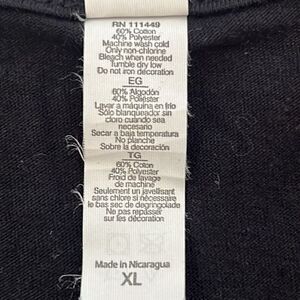 RN 111449
60% Cotton
40% Polyester
Machine wash cold
Only non-chlorine
Bleach when needed
Tumble dry low
Do not iron decoration
EG
60% Algodón
40% Poliester
Lavar a máquina en frio
Sólo blanqueador sin
cloro cuando sea
necesario
Secar a baja temperatura
No planche
Sobre la decoración
TG
60% Coton
40% Polyester
Froid de lavage
de machine
Seulement un javellisant
sans chlore si nécessaire
le bas sec de degringolade
Ne pas repasser
sur les décoration
Made in Nicaragua
XL